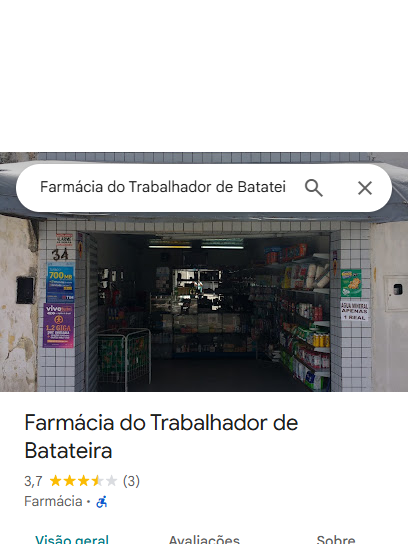 Farmácia do Trabalhador de Batatei
34
700MB
vivo
1,2 GIGA
ÁGUA MINERAL
APENAS
1 REAL
Farmácia do Trabalhador de
Batateira
3,7 (3)
Farmácia ·
Visão geral Avaliações Sobre